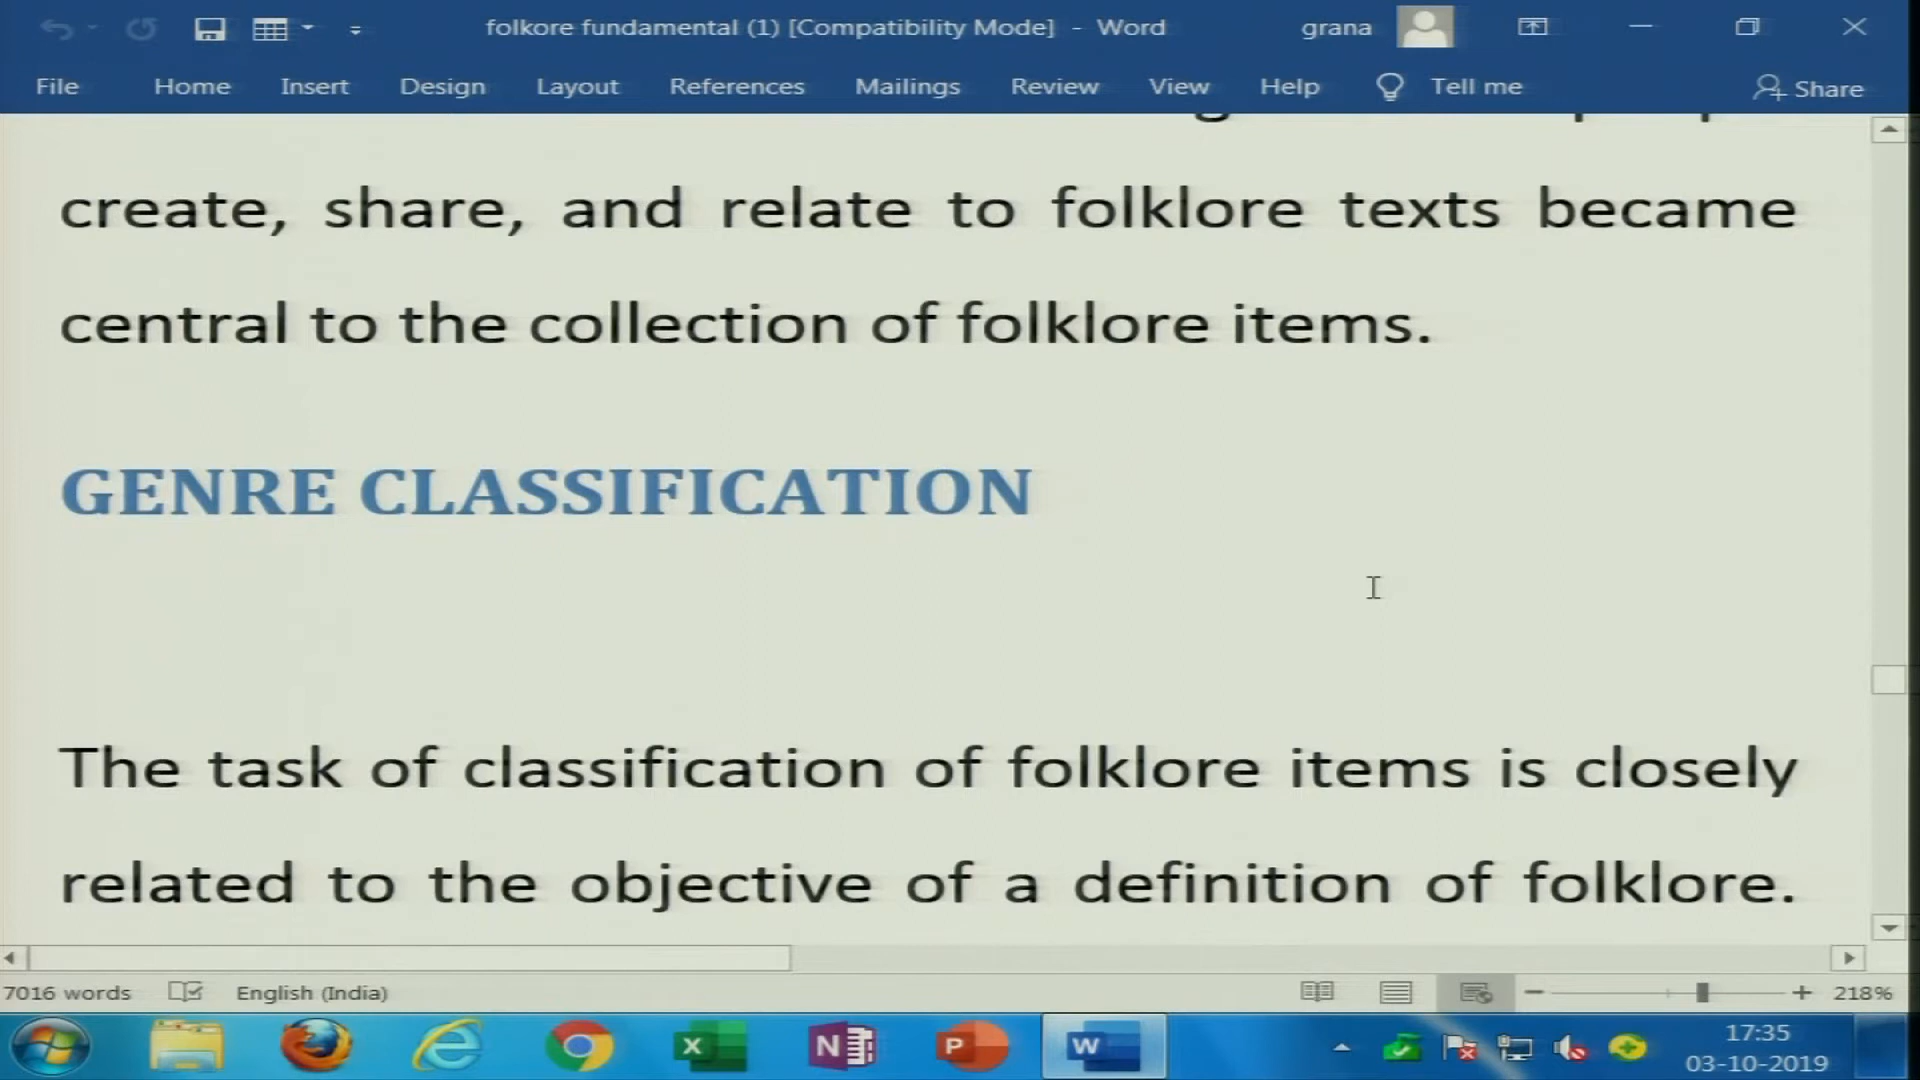 folkore fundamental (1) [Compatibility Mode] - Word
grana
File Home Insert Design Layout References Mailings Review View Help Tell me Share
create, share, and relate to folklore texts became
central to the collection of folklore items.
GENRE CLASSIFICATION
The task of classification of folklore items is closely
related to the objective of a definition of folklore.
7016 words English (India) 218%
17:35
03-10-2019